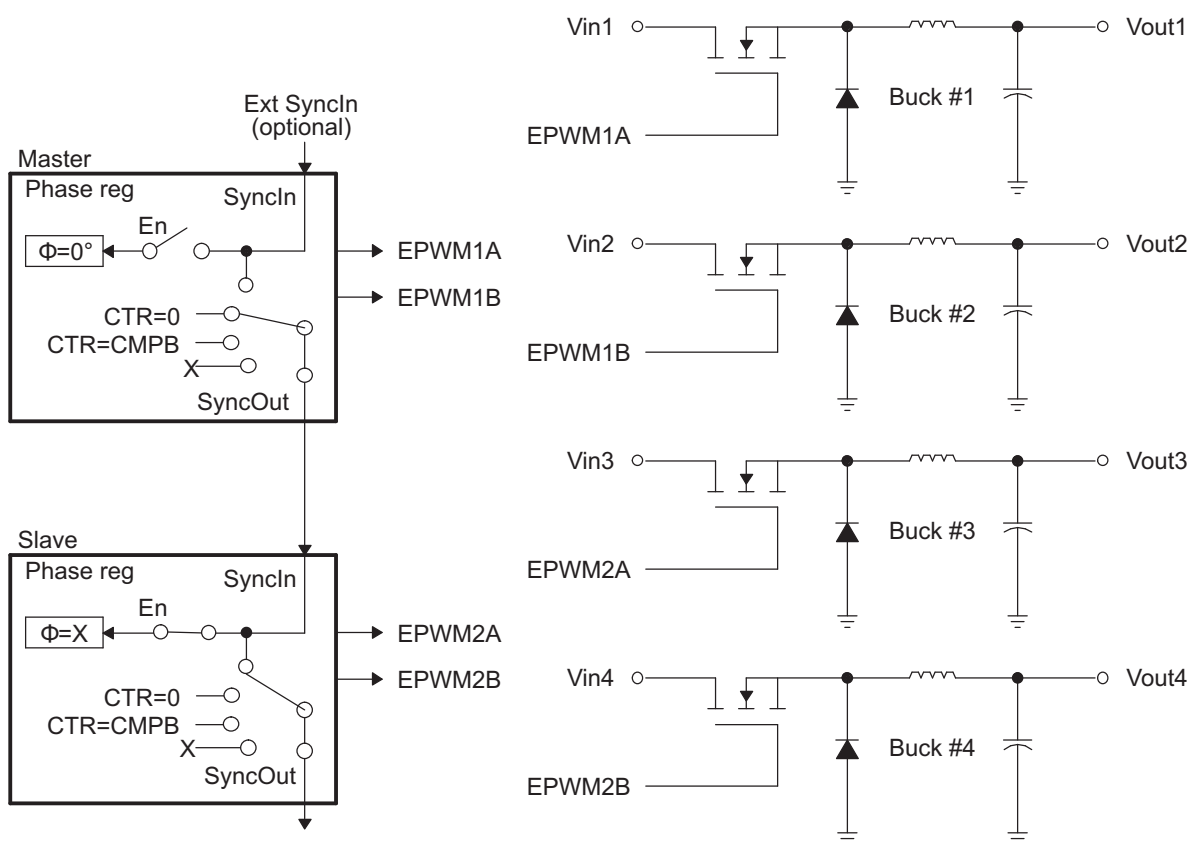 Ext SyncIn
(optional)
Master
Phase reg
SyncIn
En
Φ=0°
EPWM1A
EPWM1B
CTR=0
CTR=CMPB
X
SyncOut
Slave
Phase reg
SyncIn
En
Φ=X
EPWM2A
EPWM2B
CTR=0
CTR=CMPB
X
SyncOut
Vin1
Vout1
Buck #1
EPWM1A
Vin2
Vout2
Buck #2
EPWM1B
Vin3
Vout3
Buck #3
EPWM2A
Vin4
Vout4
Buck #4
EPWM2B